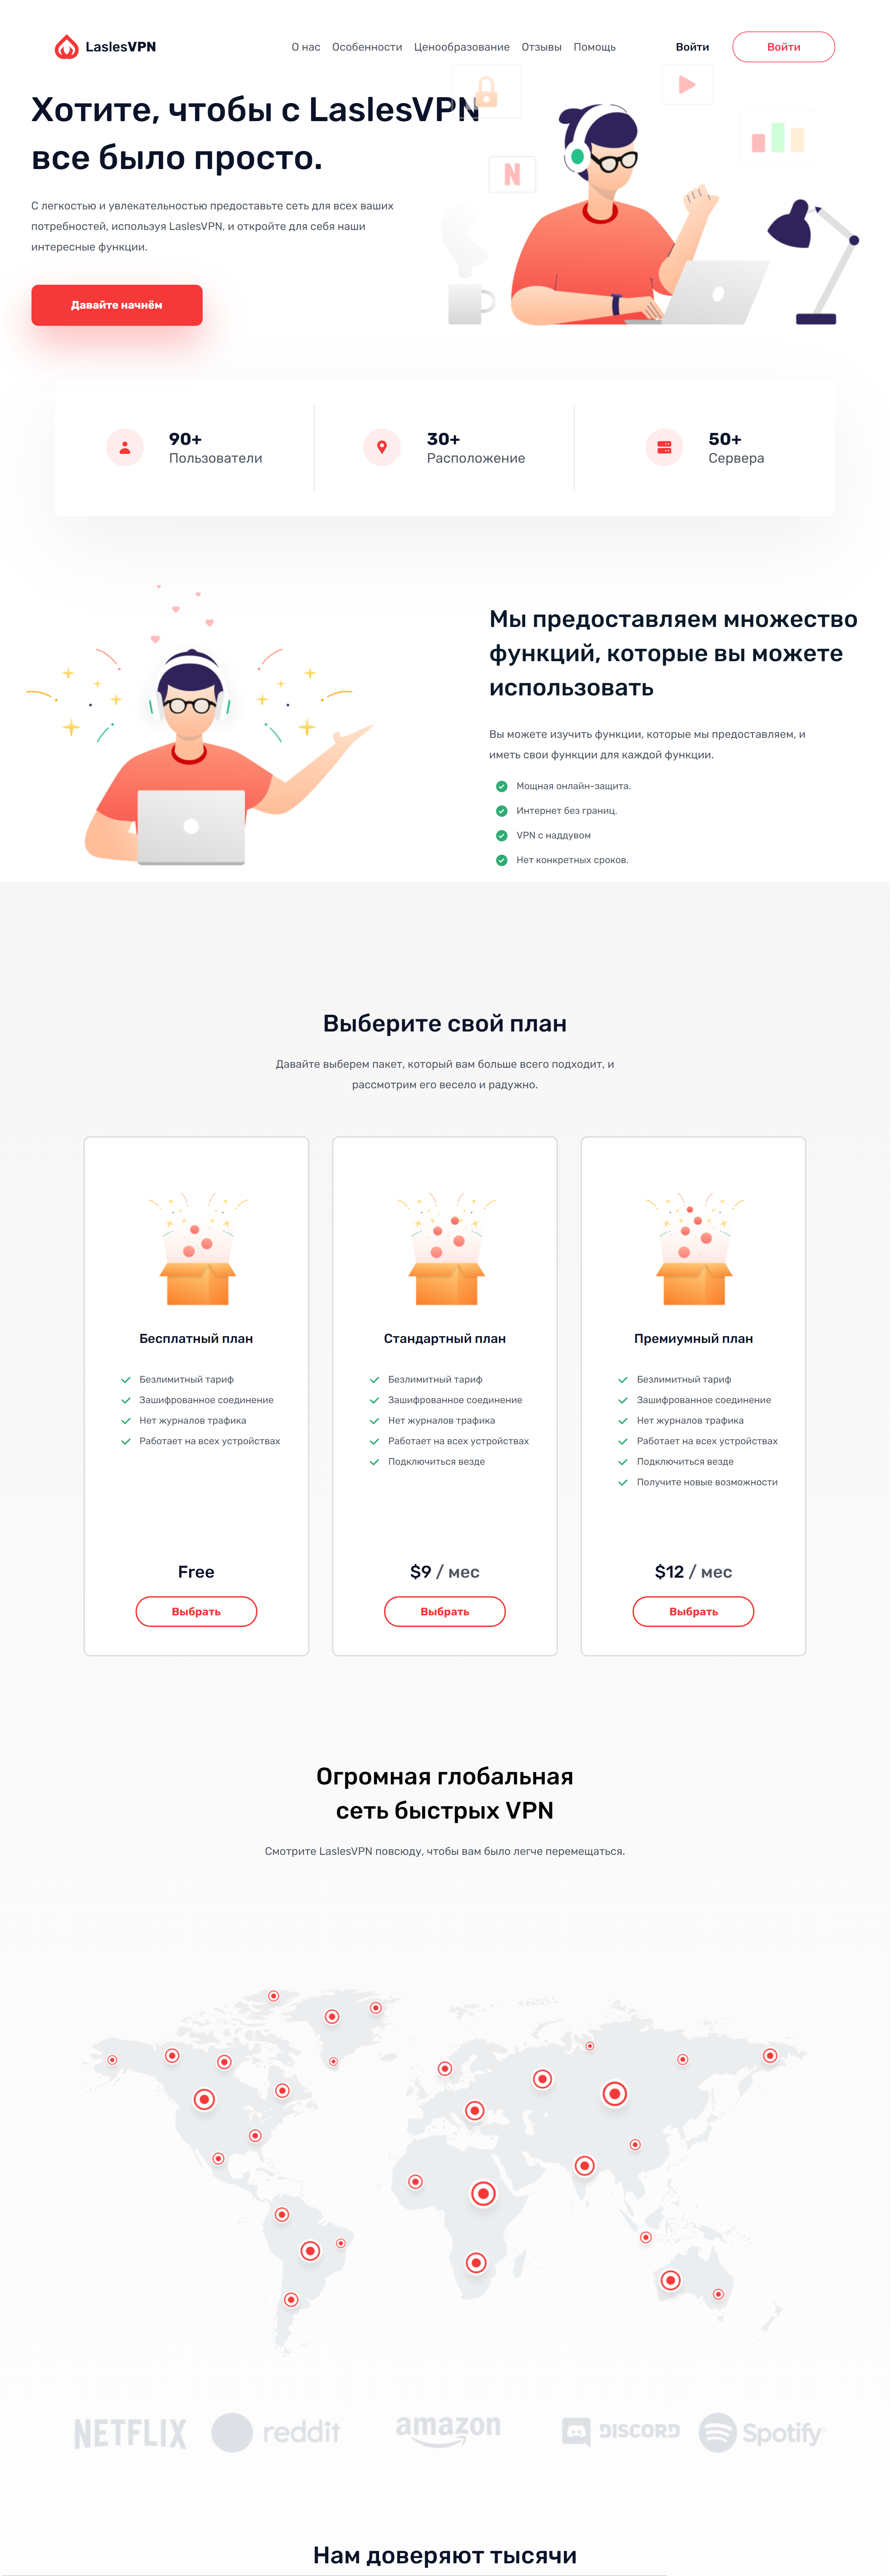 LaslesVPN
О нас Особенности Ценообразование Отзывы Помощь Войти Войти
Хотите, чтобы с LaslesVPN
все было просто.
С легкостью и увлекательностью предоставьте сеть для всех ваших
потребностей, используя LaslesVPN, и откройте для себя наши
интересные функции.
Давайте начнём
N
90+
Пользователи
30+
Расположение
50+
Сервера
Мы предоставляем множество
функций, которые вы можете
использовать
Вы можете изучить функции, которые мы предоставляем, и
иметь свои функции для каждой функции.
Мощная онлайн-защита.
Интернет без границ.
VPN с наддувом
Нет конкретных сроков.
Выберите свой план
Давайте выберем пакет, который вам больше всего подходит, и
рассмотрим его весело и радужно.
Бесплатный план
Безлимитный тариф
Зашифрованное соединение
Нет журналов трафика
Работает на всех устройствах
Free
Выбрать
Стандартный план
Безлимитный тариф
Зашифрованное соединение
Нет журналов трафика
Работает на всех устройствах
Подключиться везде
$9 / мес
Выбрать
Премиумный план
Безлимитный тариф
Зашифрованное соединение
Нет журналов трафика
Работает на всех устройствах
Подключиться везде
Получите новые возможности
$12 / мес
Выбрать
Огромная глобальная
сеть быстрых VPN
Смотрите LaslesVPN повсюду, чтобы вам было легче перемещаться.
NETFLIX reddit amazon DISCORD Spotify
Нам доверяют тысячи